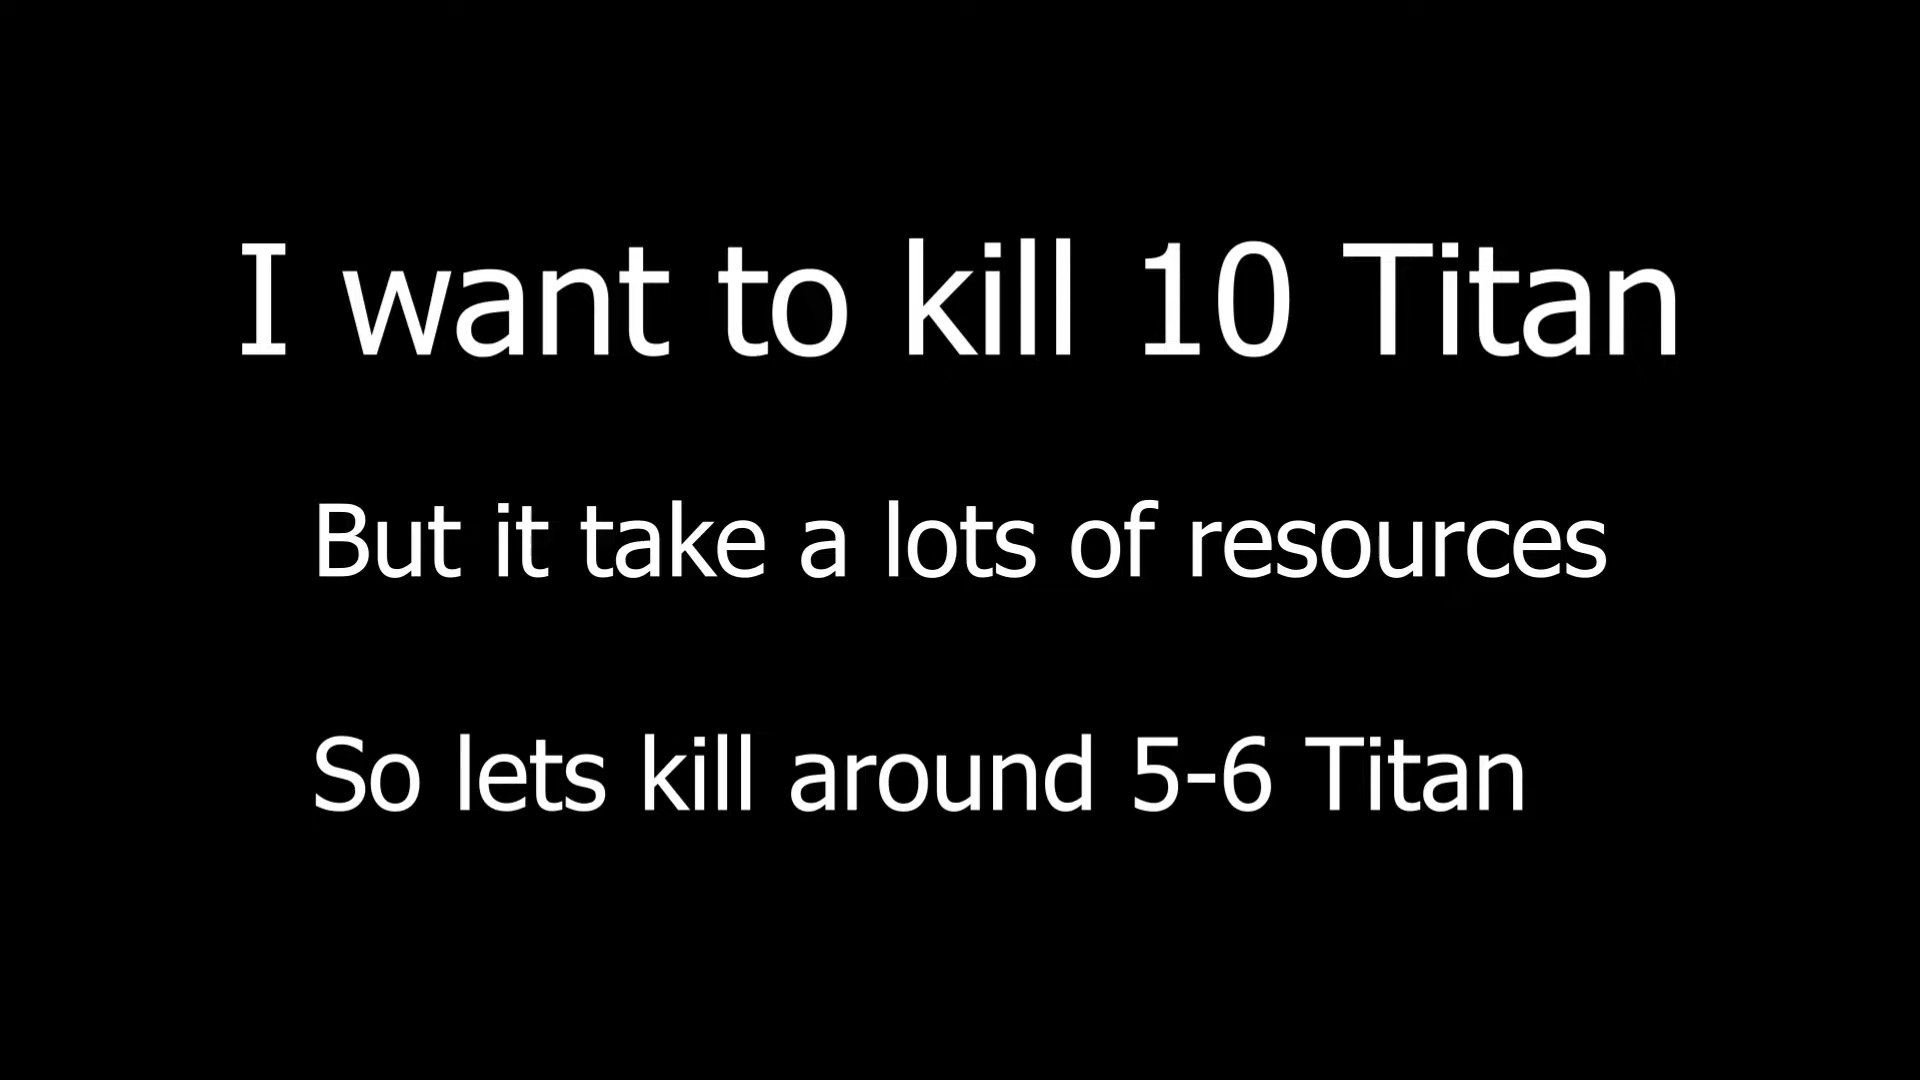 I want to kill 10 Titan
But it take a lots of resources
So lets kill around 5-6 Titan